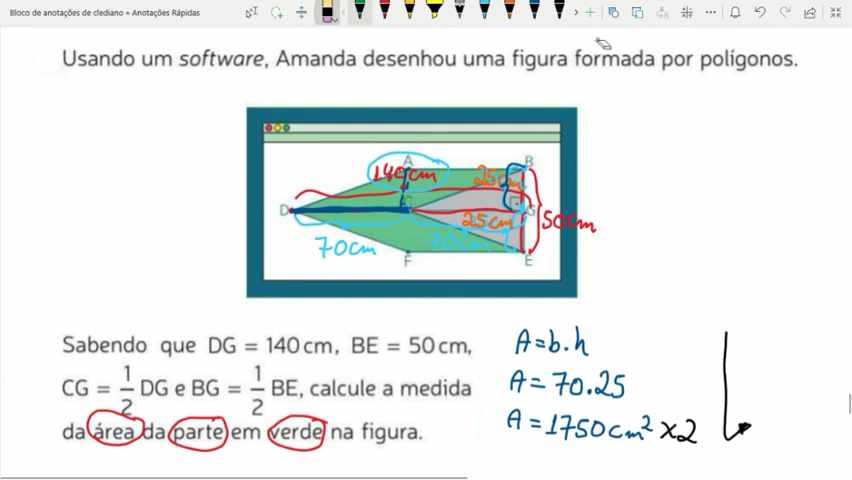 Bloco de anotações de clediano » Anotações Rápidas
Usando um software, Amanda desenhou uma figura formada por polígonos.
A
B
140cm
25cm
D
C
G
25cm
50cm
70cm
70cm
F
E
Sabendo que DG = 140 cm, BE = 50 cm,
CG = 1/2 DG e BG = 1/2 BE, calcule a medida
da área da parte em verde na figura.
A=b.h
A=70.25
A=1750cm² x2